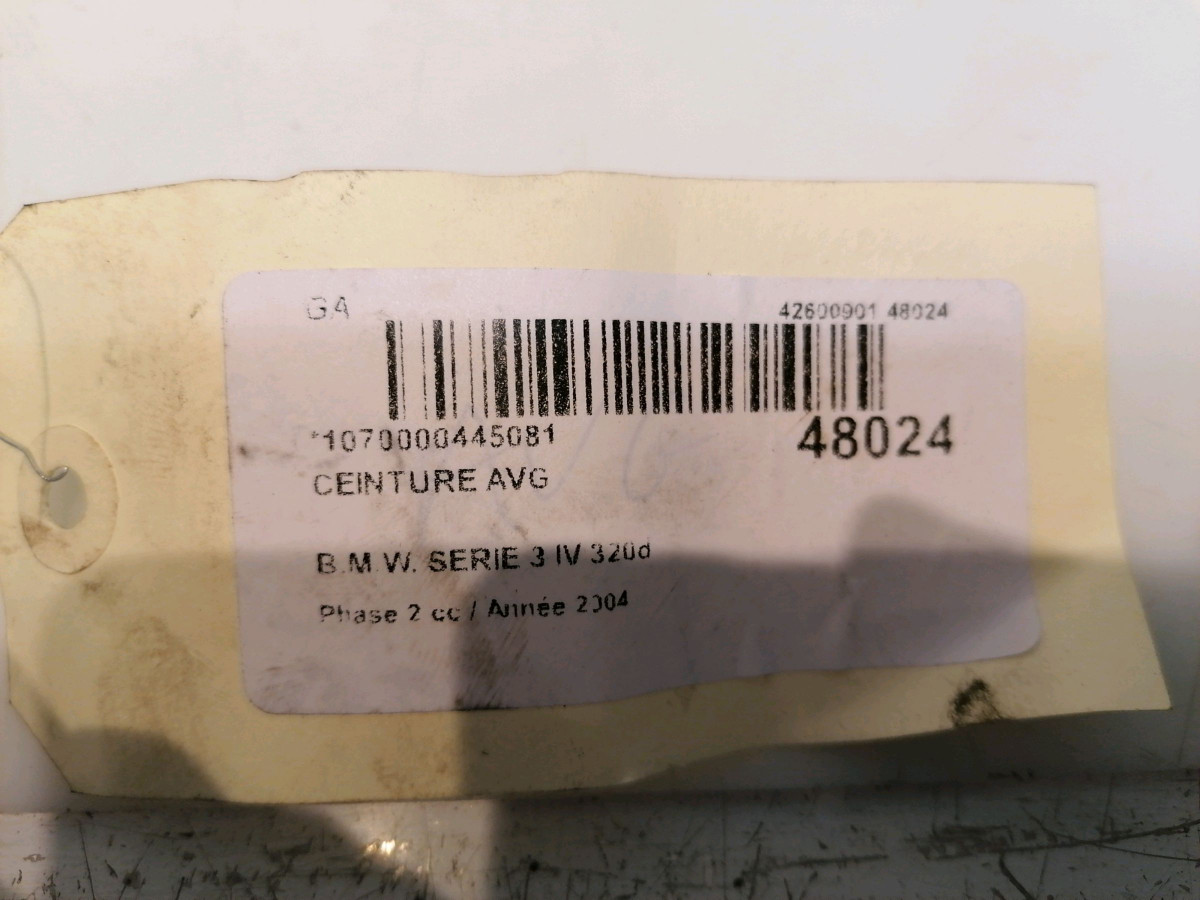 GA
42600901 48024
*1070000445081
48024
CEINTURE AVG
B.M.W. SERIE 3 IV 320d
Phase 2 cc / Année 2004